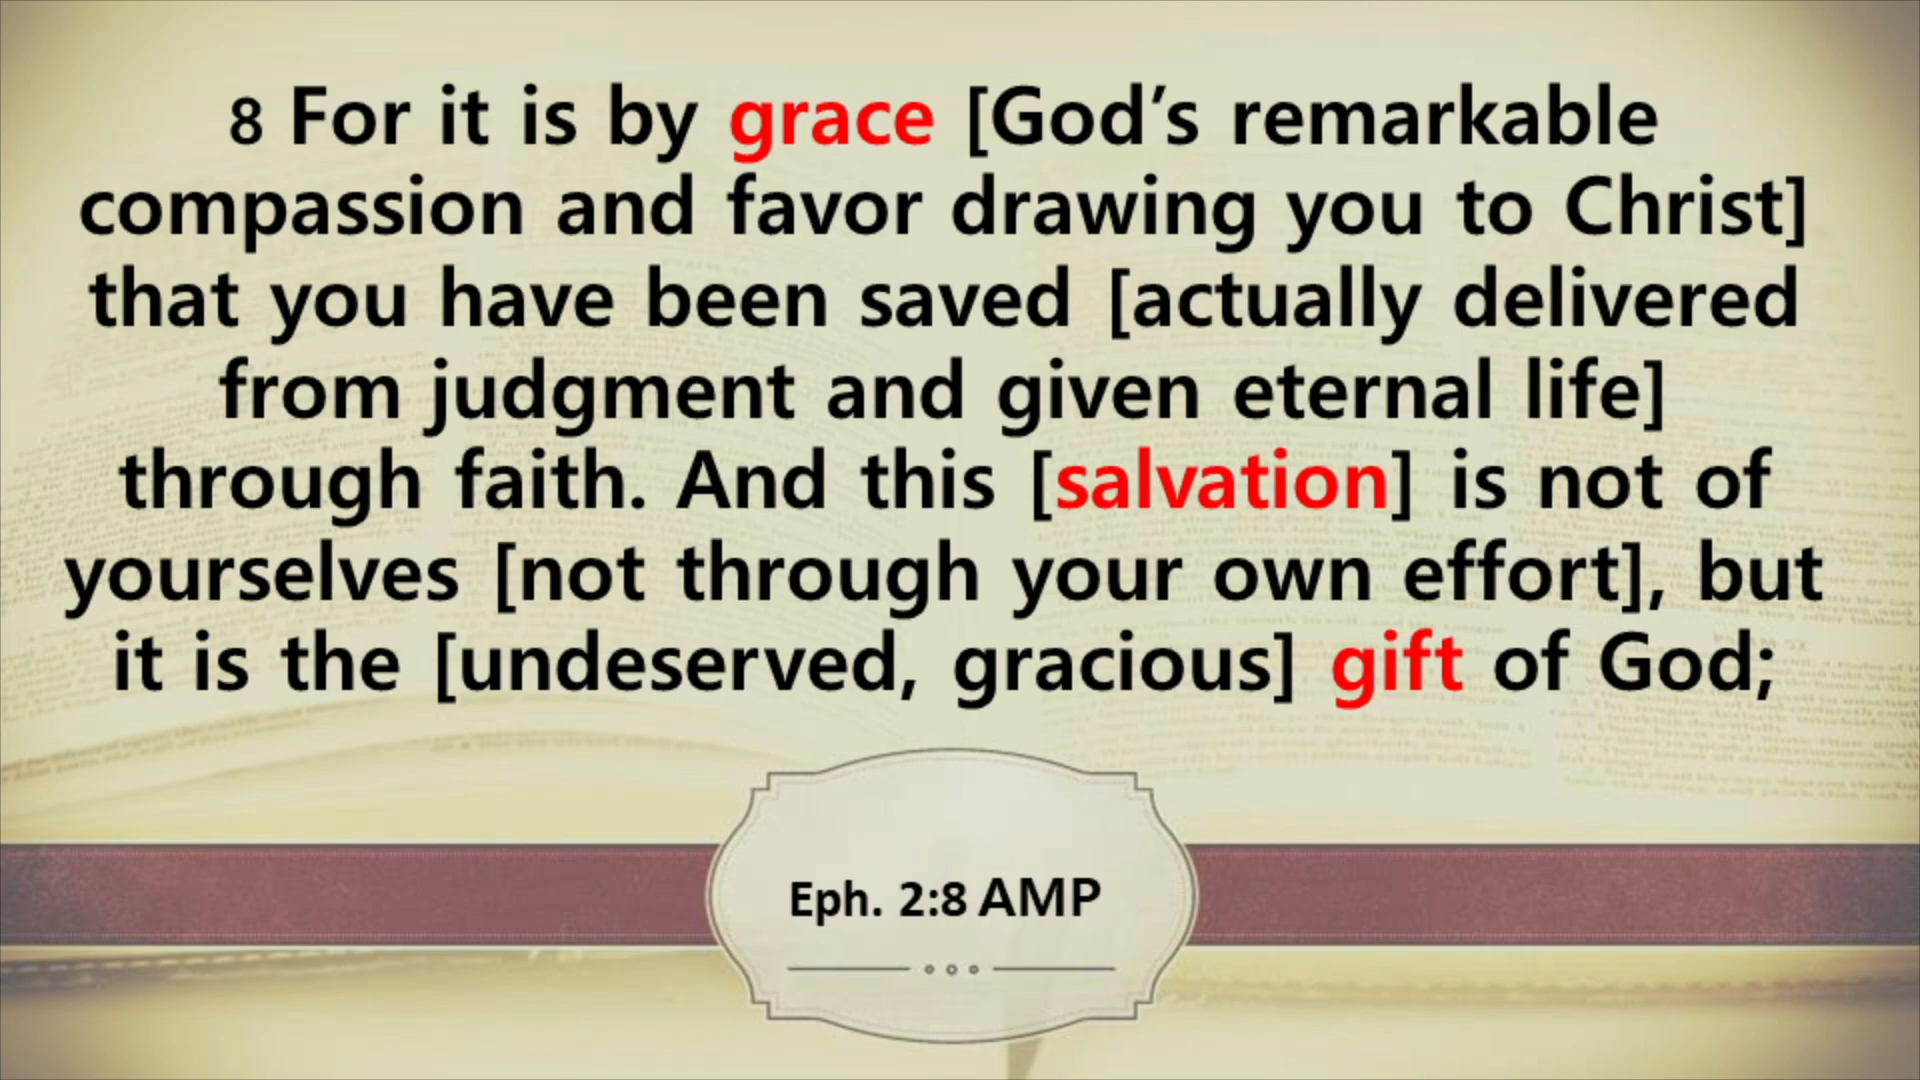 8 For it is by grace [God’s remarkable
compassion and favor drawing you to Christ]
that you have been saved [actually delivered
from judgment and given eternal life]
through faith. And this [salvation] is not of
yourselves [not through your own effort], but
it is the [undeserved, gracious] gift of God;
Eph. 2:8 AMP